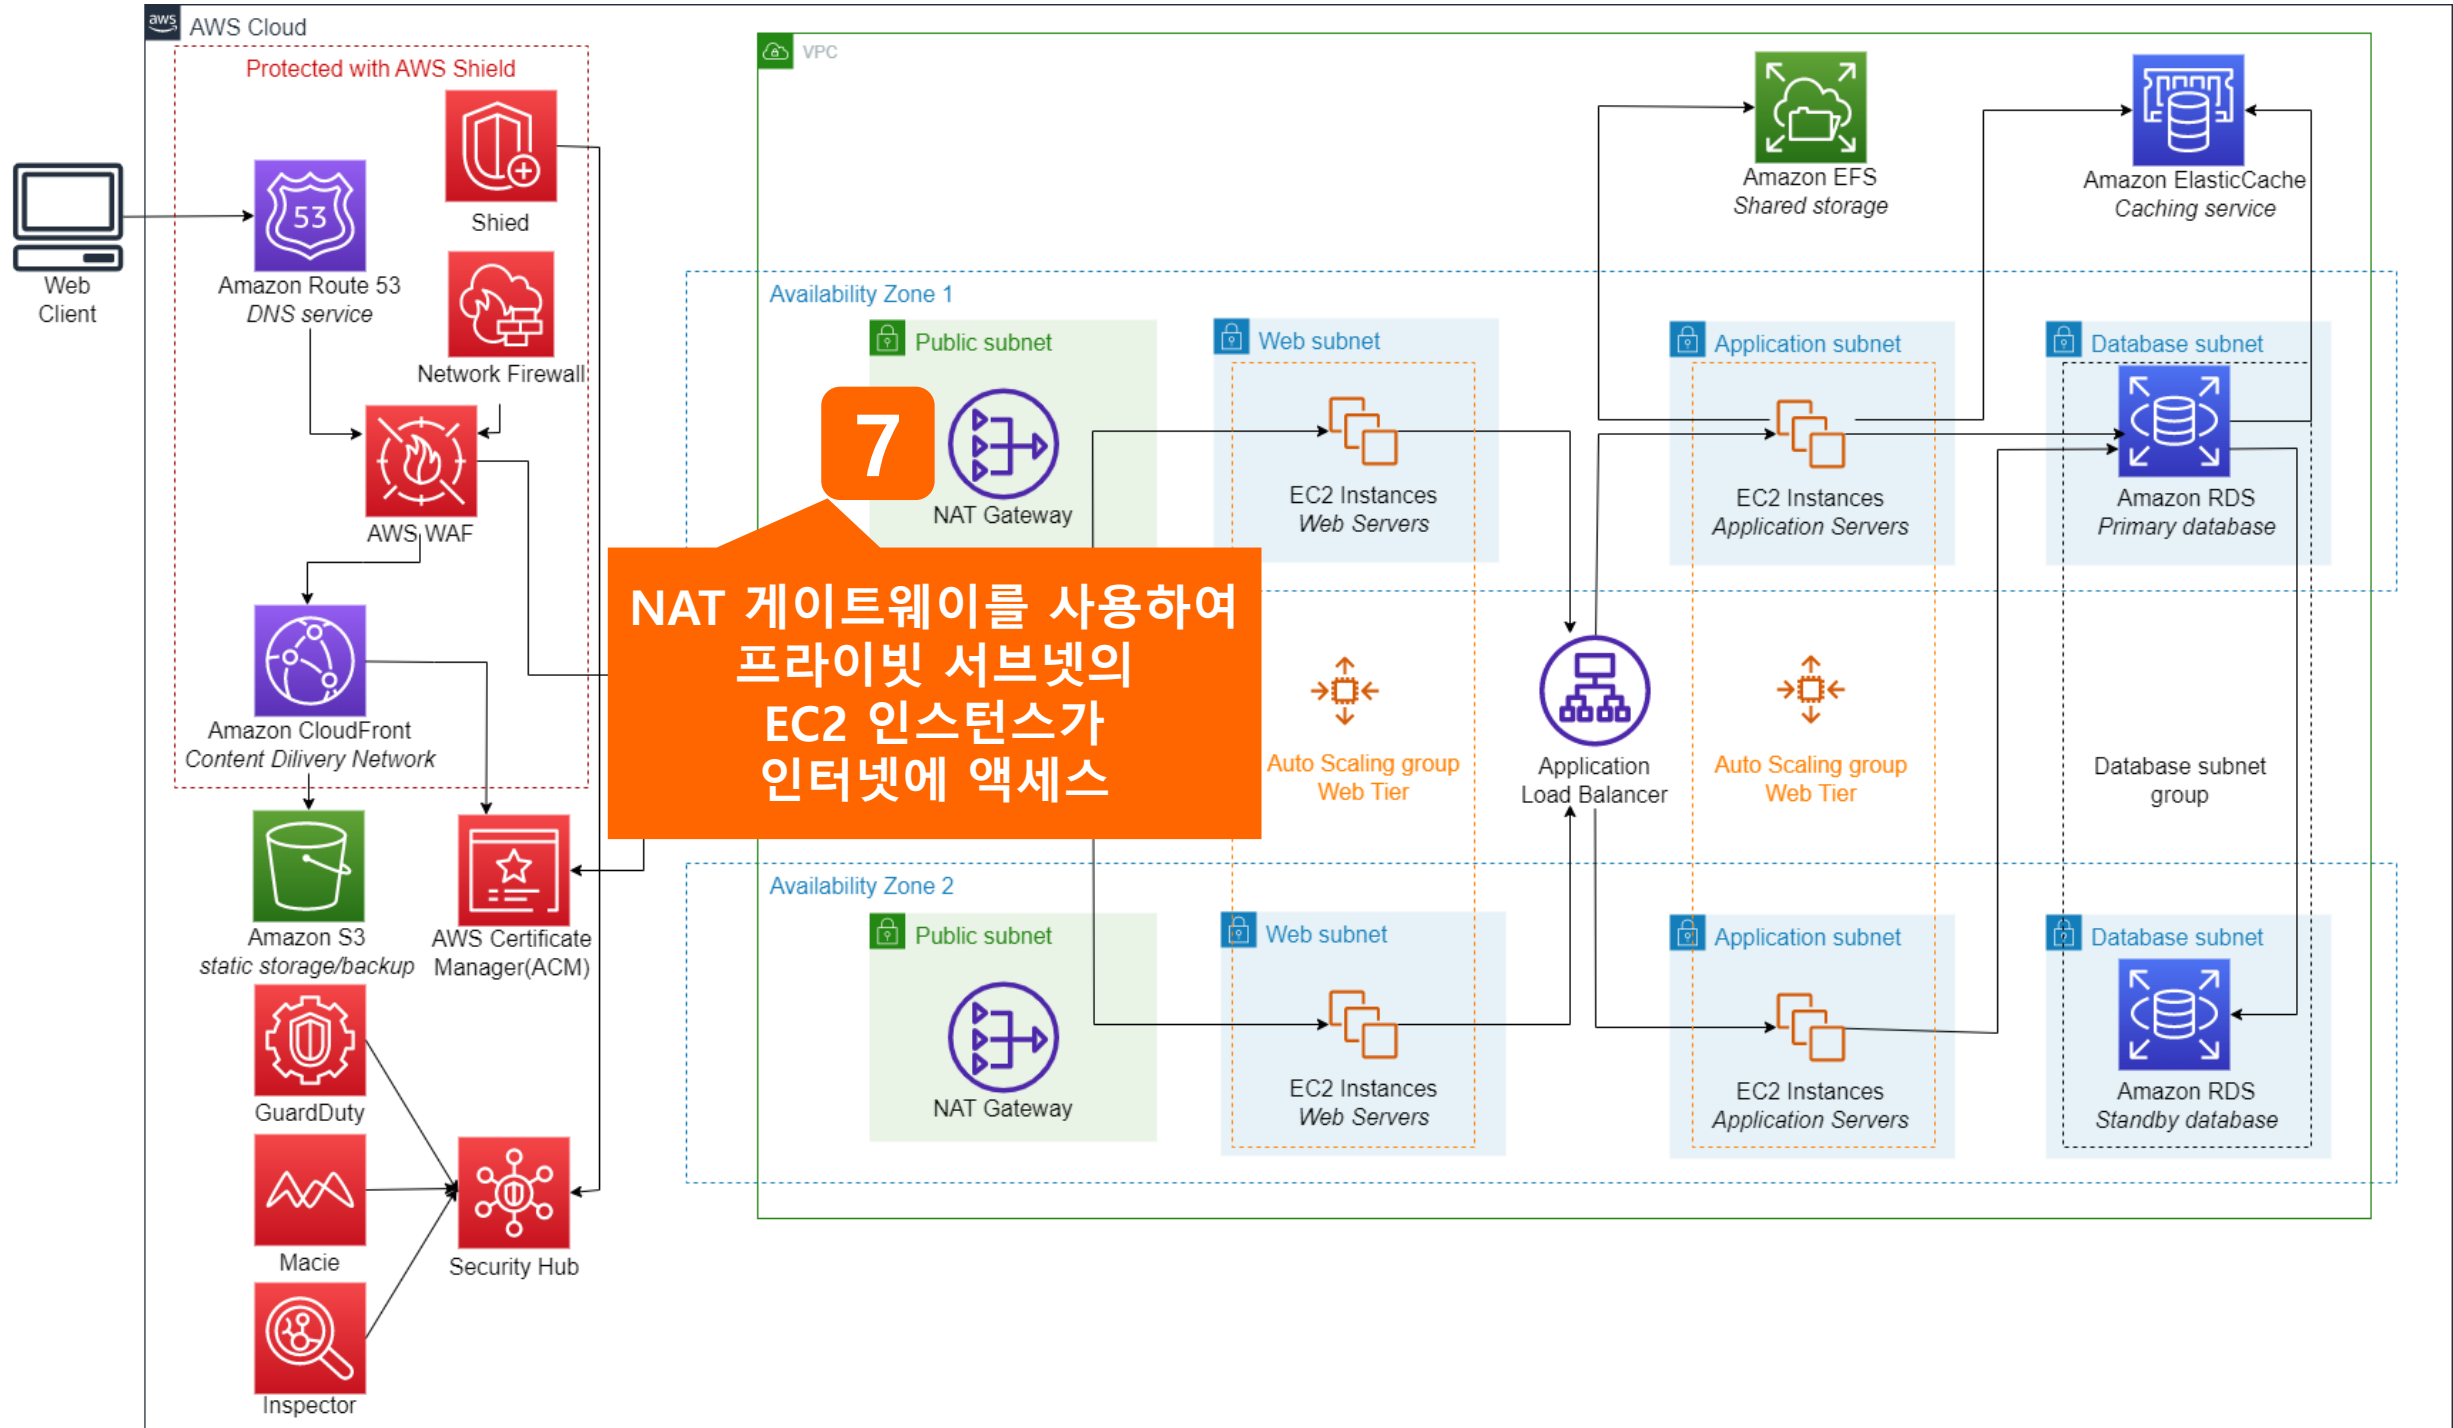 aws
AWS Cloud
Protected with AWS Shield
Shied
53
Amazon Route 53
DNS service
Web
Client
Network Firewall
AWS WAF
Amazon CloudFront
Content Dilivery Network
Amazon S3
static storage/backup
AWS Certificate
Manager(ACM)
GuardDuty
Macie
Security Hub
Inspector
VPC
Amazon EFS
Shared storage
Amazon ElasticCache
Caching service
Availability Zone 1
Public subnet
7
NAT Gateway
Web subnet
EC2 Instances
Web Servers
Application subnet
EC2 Instances
Application Servers
Database subnet
Amazon RDS
Primary database
NAT 게이트웨이를 사용하여
프라이빗 서브넷의
EC2 인스턴스가
인터넷에 액세스
Auto Scaling group
Web Tier
Application
Load Balancer
Auto Scaling group
Web Tier
Database subnet
group
Availability Zone 2
Public subnet
NAT Gateway
Web subnet
EC2 Instances
Web Servers
Application subnet
EC2 Instances
Application Servers
Database subnet
Amazon RDS
Standby database